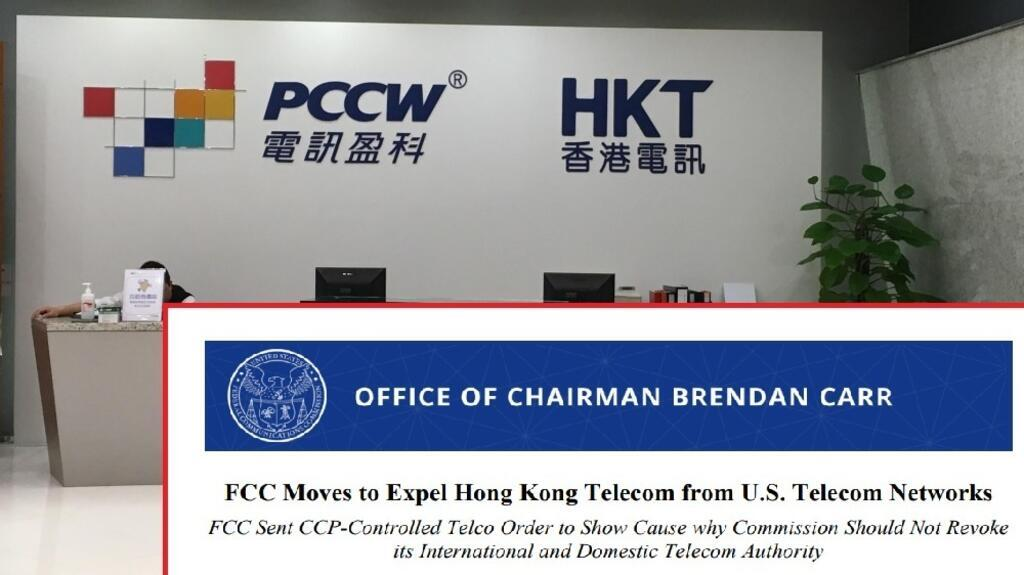 PCCW®
電訊盈科
HKT
香港電訊
OFFICE OF CHAIRMAN BRENDAN CARR
FCC Moves to Expel Hong Kong Telecom from U.S. Telecom Networks
FCC Sent CCP-Controlled Telco Order to Show Cause why Commission Should Not Revoke
its International and Domestic Telecom Authority